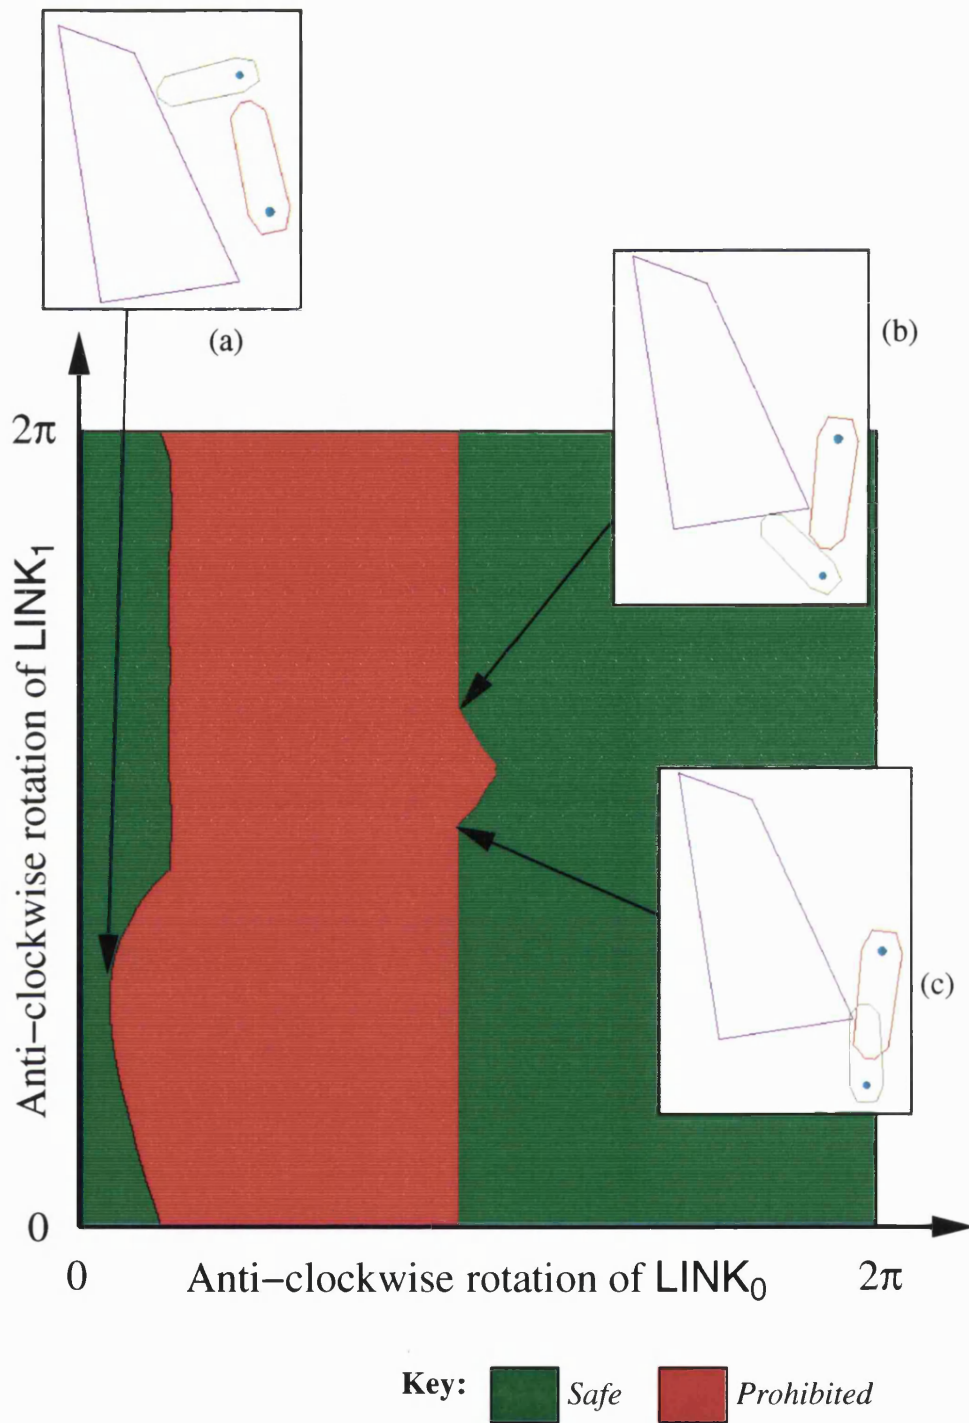 (a)
(b)
2π
Anti–clockwise rotation of LINK₁
(c)
0
0
Anti–clockwise rotation of LINK₀
2π
Key:
Safe
Prohibited